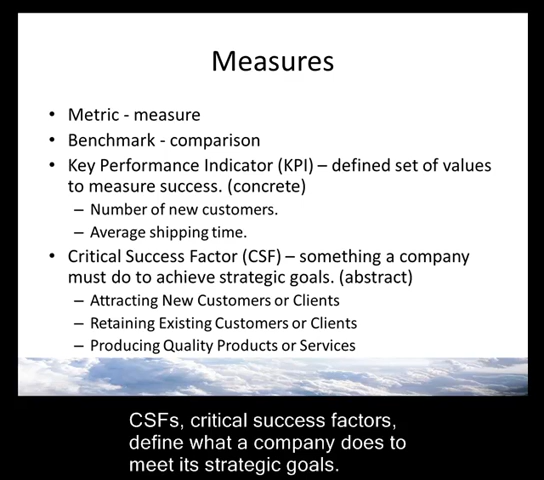 Measures
• Metric - measure
• Benchmark - comparison
• Key Performance Indicator (KPI) – defined set of values
to measure success. (concrete)
– Number of new customers.
– Average shipping time.
• Critical Success Factor (CSF) – something a company
must do to achieve strategic goals. (abstract)
– Attracting New Customers or Clients
– Retaining Existing Customers or Clients
– Producing Quality Products or Services
CSFs, critical success factors,
define what a company does to
meet its strategic goals.